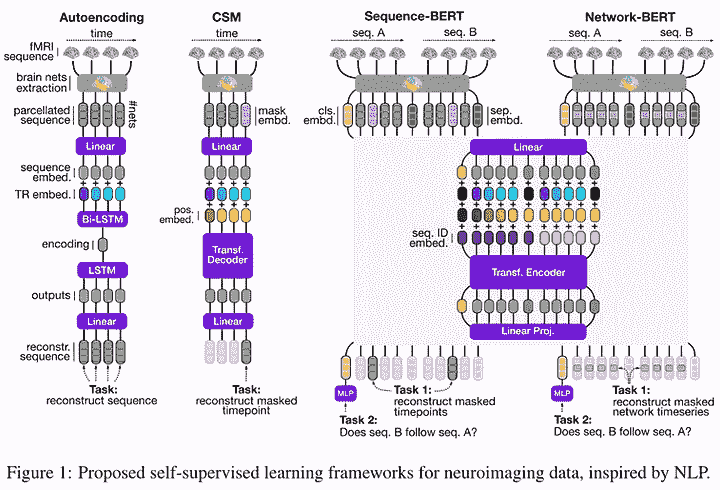 Autoencoding
CSM
Sequence-BERT
Network-BERT
time
time
seq. A
seq. B
seq. A
seq. B
fMRI
sequence
brain nets
extraction
parcellated
sequence
#nets
mask
embd.
cls.
embd.
sep.
embd.
Linear
Linear
Linear
sequence
embed.
TR embed.
Bi-LSTM
pos.
embed.
seq. ID
embed.
encoding
Transf.
Decoder
Transf. Encoder
LSTM
outputs
Linear
Linear
Linear Proj.
reconstr.
sequence
Task:
reconstruct sequence
Task:
reconstruct masked
timepoint
MLP
Task 1:
reconstruct masked
timepoints
Task 2:
Does seq. B follow seq. A?
MLP
Task 1:
reconstruct masked
network timeseries
Task 2:
Does seq. B follow seq. A?
Figure 1: Proposed self-supervised learning frameworks for neuroimaging data, inspired by NLP.